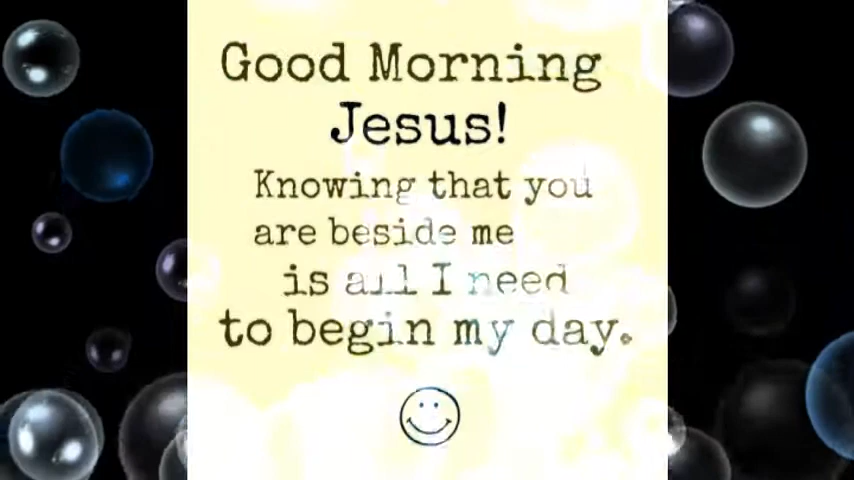 Good Morning
Jesus!
Knowing that you
are beside me
is all I need
to begin my day.